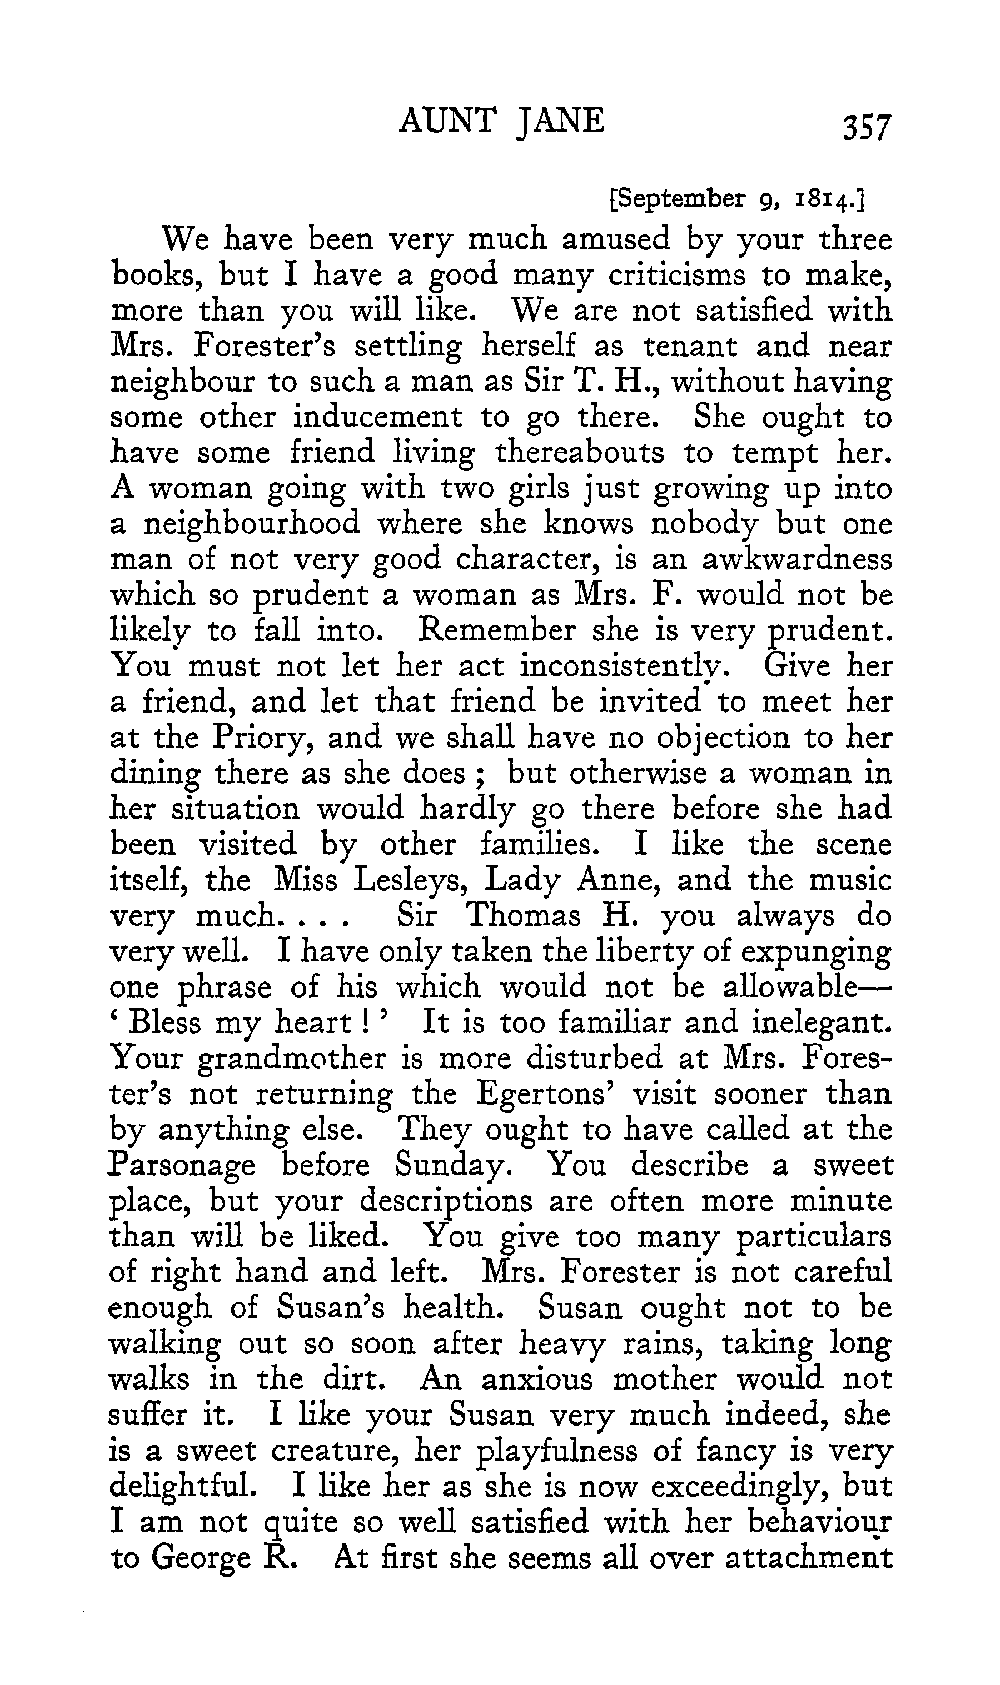 AUNT JANE 357
[September 9, 1814.]
We have been very much amused by your three
books, but I have a good many criticisms to make,
more than you will like. We are not satisfied with
Mrs. Forester's settling herself as tenant and near
neighbour to such a man as Sir T. H., without having
some other inducement to go there. She ought to
have some friend living thereabouts to tempt her.
A woman going with two girls just growing up into
a neighbourhood where she knows nobody but one
man of not very good character, is an awkwardness
which so prudent a woman as Mrs. F. would not be
likely to fall into. Remember she is very prudent.
You must not let her act inconsistently. Give her
a friend, and let that friend be invited to meet her
at the Priory, and we shall have no objection to her
dining there as she does ; but otherwise a woman in
her situation would hardly go there before she had
been visited by other families. I like the scene
itself, the Miss Lesleys, Lady Anne, and the music
very much. . . . Sir Thomas H. you always do
very well. I have only taken the liberty of expunging
one phrase of his which would not be allowable—
‘ Bless my heart ! ’ It is too familiar and inelegant.
Your grandmother is more disturbed at Mrs. Fores-
ter's not returning the Egertons' visit sooner than
by anything else. They ought to have called at the
Parsonage before Sunday. You describe a sweet
place, but your descriptions are often more minute
than will be liked. You give too many particulars
of right hand and left. Mrs. Forester is not careful
enough of Susan's health. Susan ought not to be
walking out so soon after heavy rains, taking long
walks in the dirt. An anxious mother would not
suffer it. I like your Susan very much indeed, she
is a sweet creature, her playfulness of fancy is very
delightful. I like her as she is now exceedingly, but
I am not quite so well satisfied with her behaviour
to George R. At first she seems all over attachment